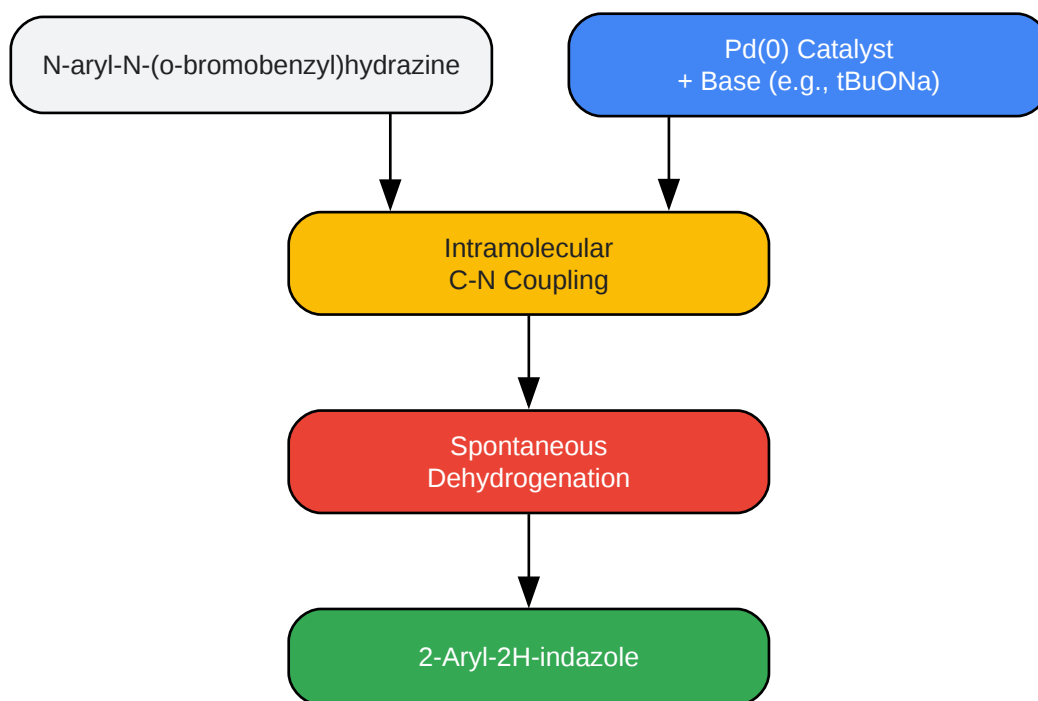 N-aryl-N-(o-bromobenzyl)hydrazine
Pd(0) Catalyst
+ Base (e.g., tBuONa)
Intramolecular
C-N Coupling
Spontaneous
Dehydrogenation
2-Aryl-2H-indazole